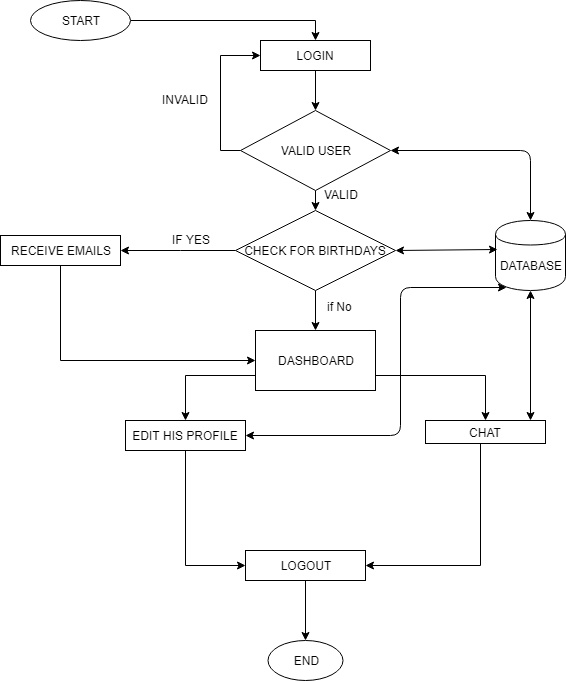 START
LOGIN
INVALID
VALID USER
VALID
IF YES
RECEIVE EMAILS
CHECK FOR BIRTHDAYS
DATABASE
if No
DASHBOARD
EDIT HIS PROFILE
CHAT
LOGOUT
END